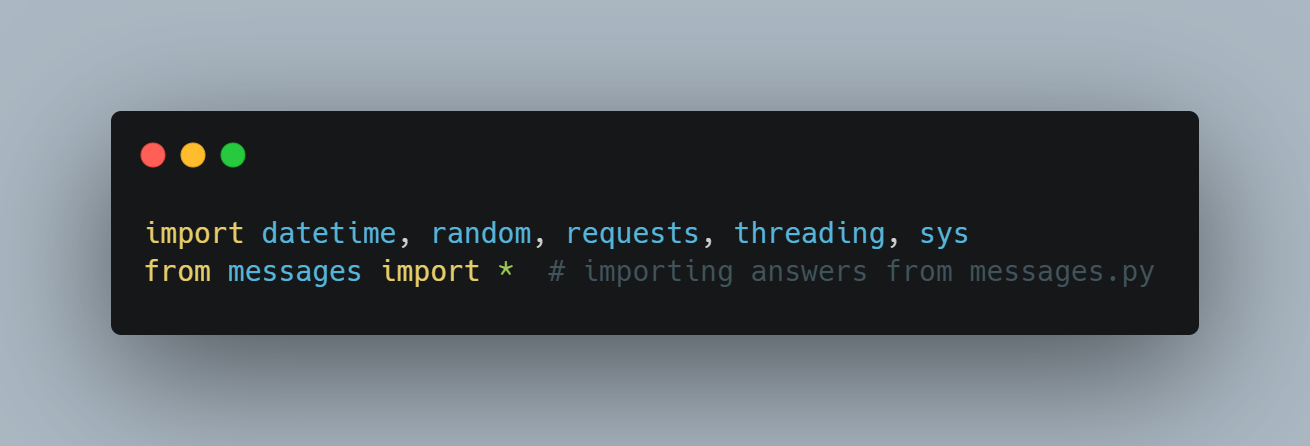 import datetime, random, requests, threading, sys
from messages import *  # importing answers from messages.py